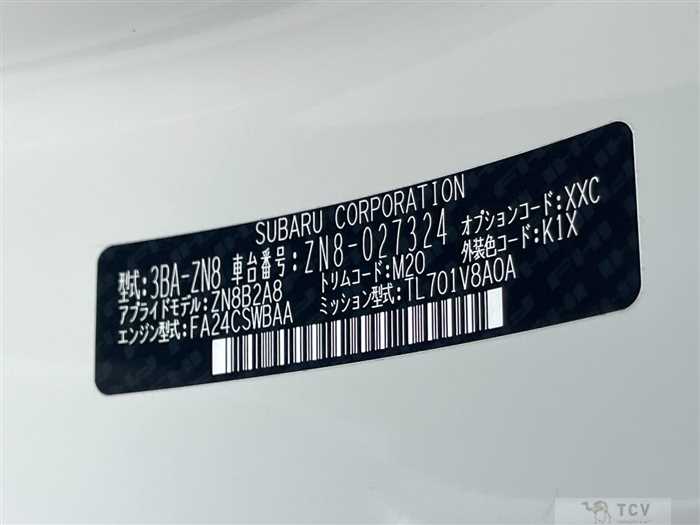 SUBARU CORPORATION
型式:3BA-ZN8 車台番号:ZN8-027324 オプションコード:XXC
アプライドモデル:ZN8B2A8 トリムコード:M20 外装色コード:K1X
エンジン型式:FA24CSWBAA ミッション型式:TL701V8A0A
TCV